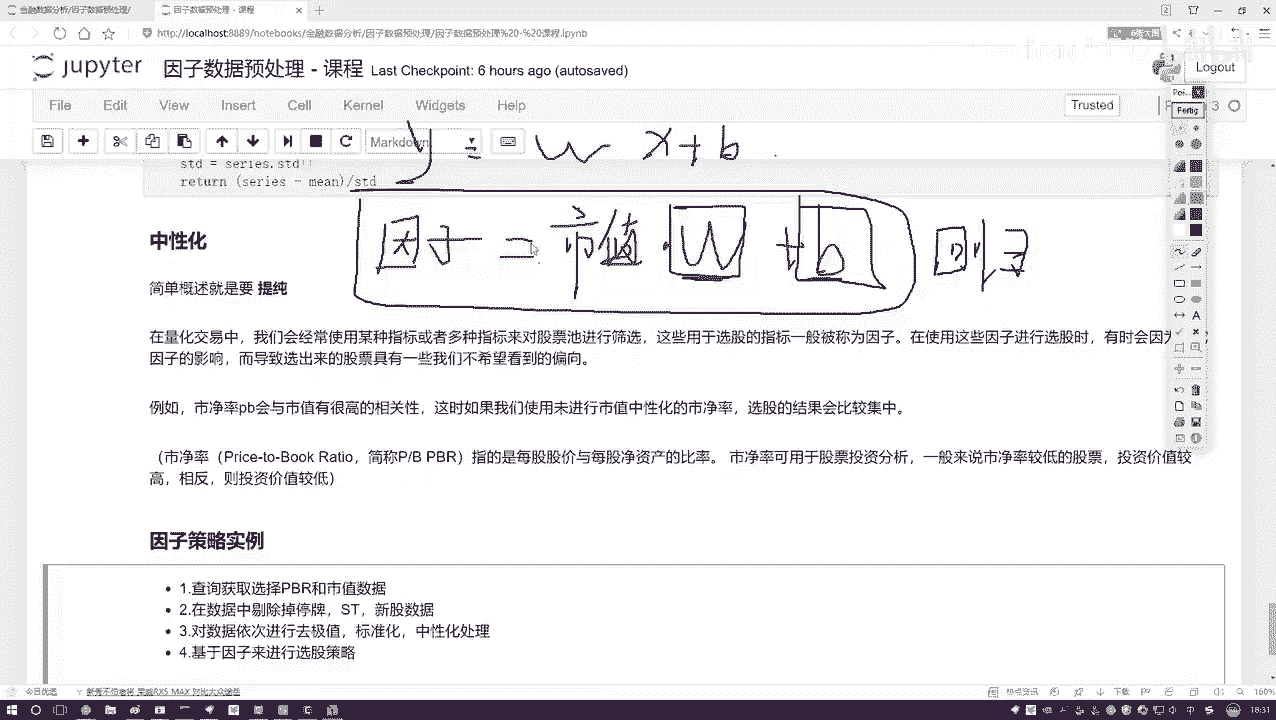 金融数据分析/因子数据预处理/
因子数据预处理 - 课程
http://localhost:8889/notebooks/金融数据分析/因子数据预处理/因子数据预处理%20-%20课程.ipynb
jupyter 因子数据预处理 - 课程 Last Checkpoint: 6 hours ago (autosaved)
Logout
File Edit View Insert Cell Kernel Widgets Help
Trusted
Fertig
Markdown
y = w x + b
std = series.std
return (series - mean)/std
因子 = 市值 · W + b 回归
中性化
简单概述就是要 提纯
在量化交易中，我们会经常使用某种指标或者多种指标来对股票池进行筛选，这些用于选股的指标一般被称为因子。在使用这些因子进行选股时，有时会因为
因子的影响，而导致选出来的股票具有一些我们不希望看到的偏向。
例如，市净率pb会与市值有很高的相关性，这时如果我们使用未进行市值中性化的市净率，选股的结果会比较集中。
（市净率（Price-to-Book Ratio，简称P/B PBR）指的是每股股价与每股净资产的比率。 市净率可用于股票投资分析，一般来说市净率较低的股票，投资价值较
高，相反，则投资价值较低）
因子策略实例
1.查询获取选择PBR和市值数据
2.在数据中剔除掉停牌，ST，新股数据
3.对数据依次进行去极值，标准化，中性化处理
4.基于因子来进行选股策略
今日优选
热点资讯
下载
160%
18:31